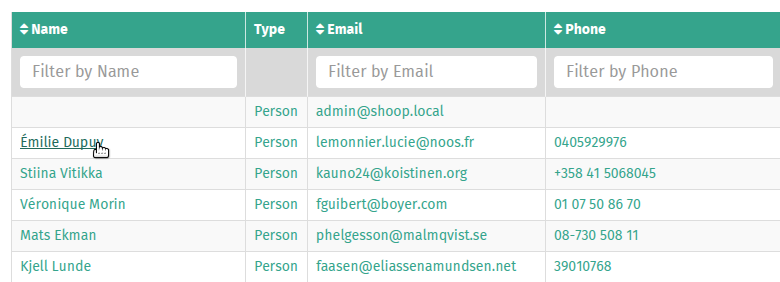 Name Type Email Phone
Filter by Name Filter by Email Filter by Phone
Person admin@shoop.local
Émilie Dupuy Person lemonnier.lucie@noos.fr 0405929976
Stiina Vitikka Person kauno24@koistinen.org +358 41 5068045
Véronique Morin Person fguibert@boyer.com 01 07 50 86 70
Mats Ekman Person phelgesson@malmqvist.se 08-730 508 11
Kjell Lunde Person faasen@eliassenamundsen.net 39010768